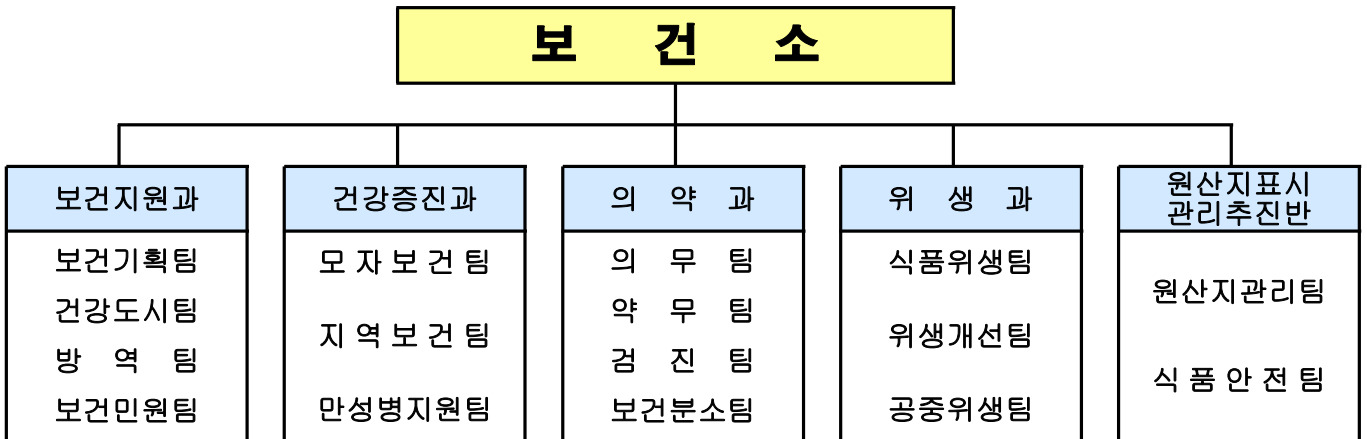 보 건 소
보건지원과
보건기획팀
건강도시팀
방 역 팀
보건민원팀
건강증진과
모자보건팀
지역보건팀
만성병지원팀
의 약 과
의 무 팀
약 무 팀
검 진 팀
보건분소팀
위 생 과
식품위생팀
위생개선팀
공중위생팀
원산지표시
관리추진반
원산지관리팀
식품안전팀